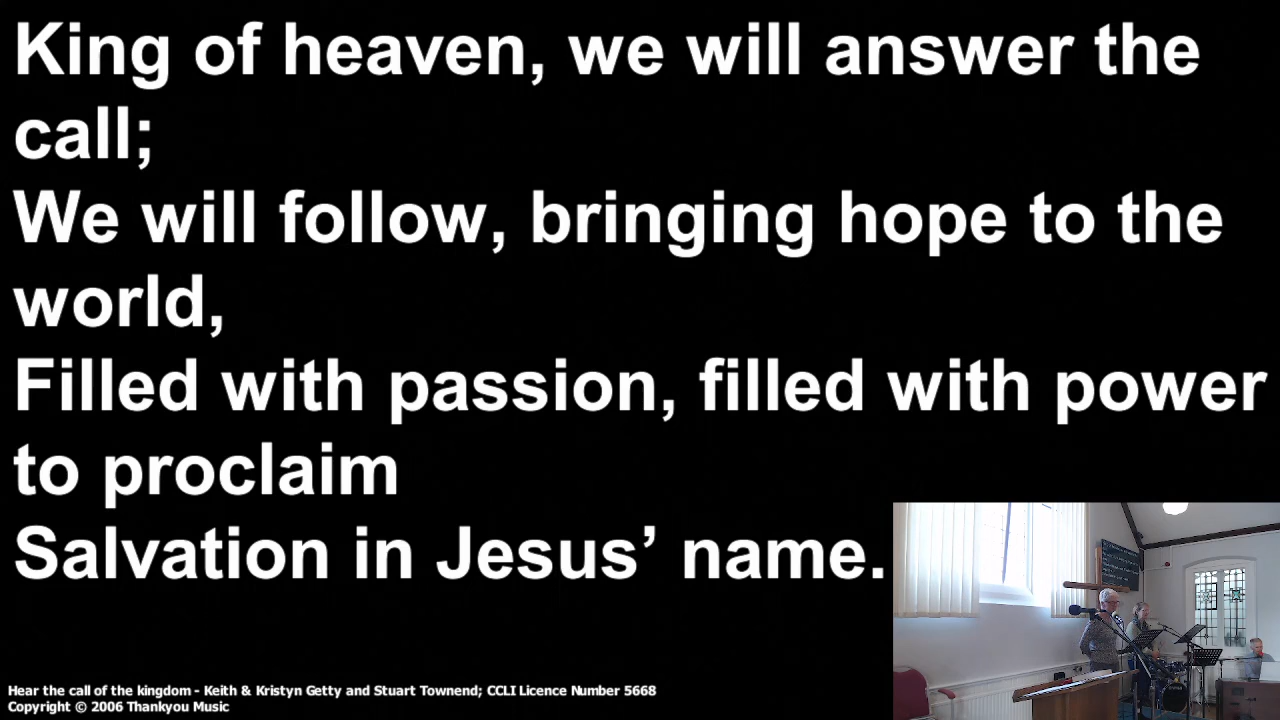 King of heaven, we will answer the
call;
We will follow, bringing hope to the
world,
Filled with passion, filled with power
to proclaim
Salvation in Jesus’ name.
Hear the call of the kingdom - Keith & Kristyn Getty and Stuart Townend; CCLI Licence Number 5668
Copyright © 2006 Thankyou Music